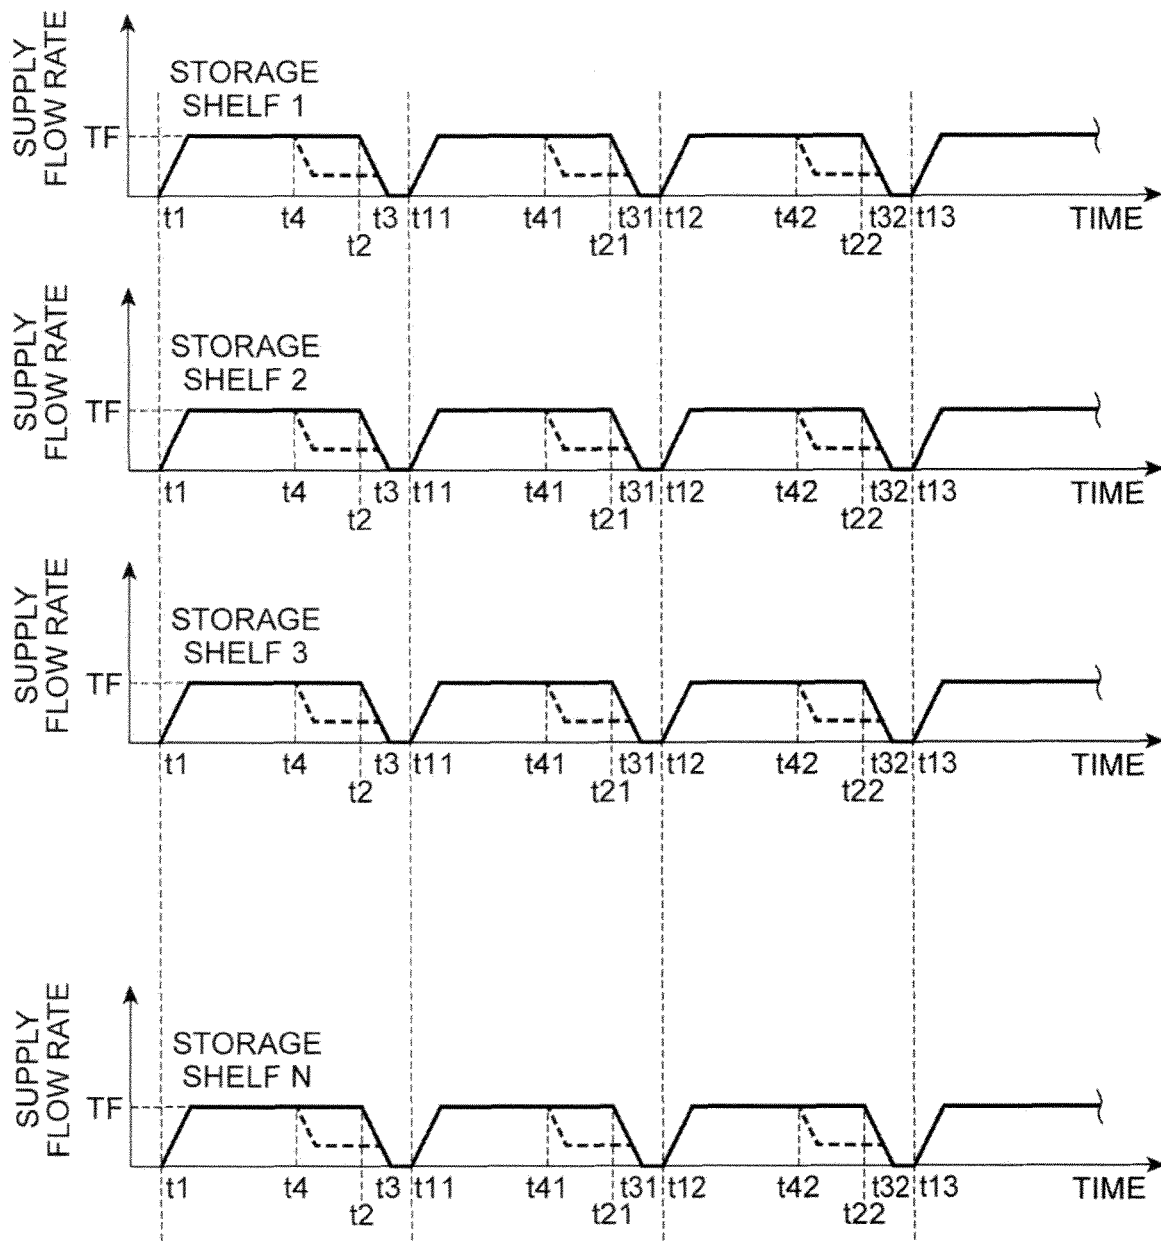 SUPPLY
FLOW RATE
STORAGE
SHELF 1
TF
t1 t4 t3 t11 t41 t31 t12 t42 t32 t13 TIME
t2 t21 t22
SUPPLY
FLOW RATE
STORAGE
SHELF 2
TF
t1 t4 t3 t11 t41 t31 t12 t42 t32 t13 TIME
t2 t21 t22
SUPPLY
FLOW RATE
STORAGE
SHELF 3
TF
t1 t4 t3 t11 t41 t31 t12 t42 t32 t13 TIME
t2 t21 t22
SUPPLY
FLOW RATE
STORAGE
SHELF N
TF
t1 t4 t3 t11 t41 t31 t12 t42 t32 t13 TIME
t2 t21 t22